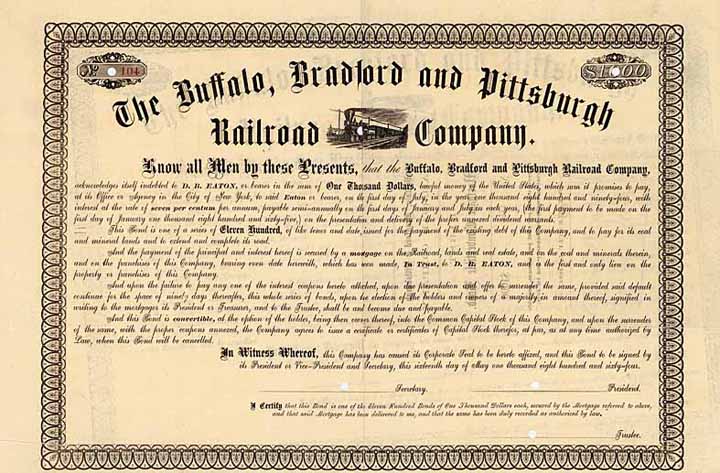 No 104
$1000
The Buffalo, Bradford and Pittsburgh
Railroad Company.
Know all Men by these Presents, that the Buffalo, Bradford and Pittsburgh Railroad Company,
acknowledges itself indebted to D. B. EATON, or bearer in the sum of One Thousand Dollars, lawful money of the United States, which sum it promises to pay,
at its Office or Agency in the City of New York, to said Eaton or bearer, on the first day of July, in the year one thousand eight hundred and ninety-four, with
interest at the rate of seven per centum per annum, payable semi-annually on the first day of January and July in each year, (the first payment to be made on the
first day of January one thousand eight hundred and sixty-five,) on the presentation and delivery of the proper annexed dividend warrants.
This Bond is one of a series of Eleven Hundred, of like tenor and date, issued for the payment of the existing debt of this Company, and to pay for its coal
and mineral lands and to extend and complete its road.
And the payment of the principal and interest hereof is secured by a mortgage on the Railroad, lands and real estate, and on the coal and minerals therein,
and on the franchises of this Company, bearing even date herewith, which has been made, In Trust, to D. B. EATON, and is the first and only lien on the
property or franchises of this Company.
And upon the failure to pay any one of the interest coupons hereto attached, upon due presentation and offer to surrender the same, provided said default
continue for the space of ninety days thereafter, this whole series of bonds, upon the election of the holders and owners of a majority in amount thereof, signified in
writing to the mortgagee its President or Treasurer, and to the Trustee, shall be and become due and payable.
And this Bond is convertible, at the option of the holder, being then owner thereof, into the Common Capital Stock of this Company, and upon the surrender
of the same, with the proper coupons annexed, the Company agrees to issue a certificate or certificates of Capital Stock therefor, at par, as at any time authorized by
Law, when this Bond will be cancelled.
In Witness Whereof, this Company has caused its Corporate Seal to be hereto affixed, and this Bond to be signed by
its President or Vice-President and Secretary, this sixteenth day of May one thousand eight hundred and sixty-four.
Secretary. President.
I Certify that this Bond is one of the Eleven Hundred Bonds of One Thousand Dollars each, secured by the Mortgage referred to above,
and that said Mortgage has been delivered to me, and that the same has been duly recorded as authorized by law.
Trustee.